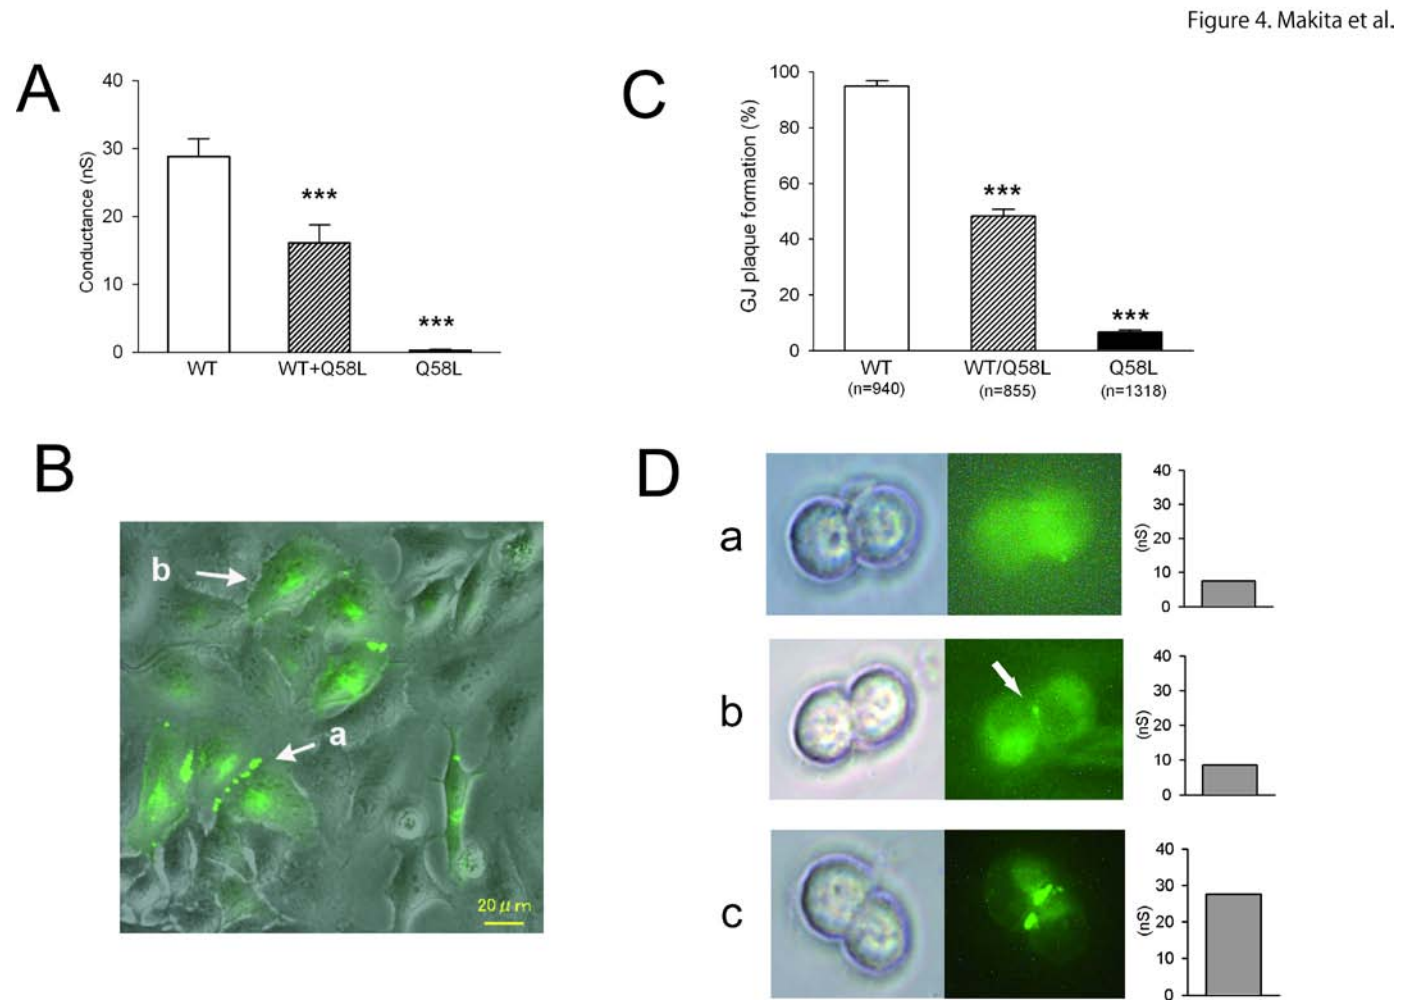 Figure 4. Makita et al.
A
40
30
20
10
0
Conductance (nS)
***
***
WT
WT+Q58L
Q58L
C
100
80
60
40
20
0
GJ plaque formation (%)
***
***
WT
(n=940)
WT/Q58L
(n=855)
Q58L
(n=1318)
B
b
a
20μm
D
a
40
30
20
10
0
(nS)
b
40
30
20
10
0
(nS)
c
40
30
20
10
0
(nS)